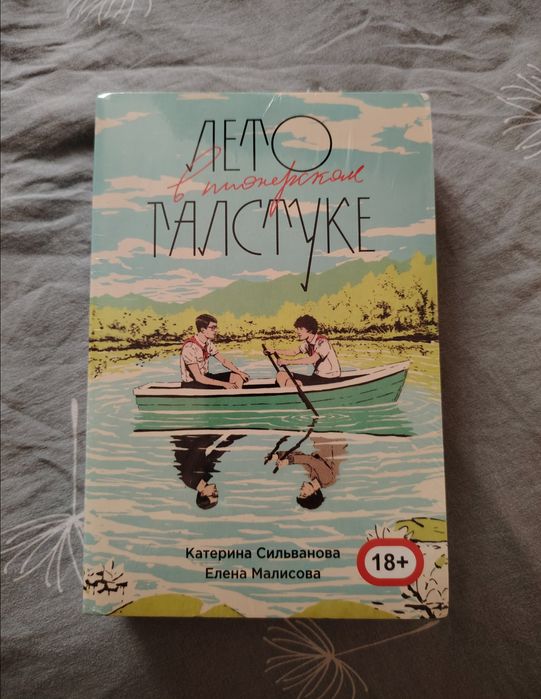 ЛЕТО
в пионерском
ГАЛСТУКЕ
Катерина Сильванова
Елена Малисова
18+